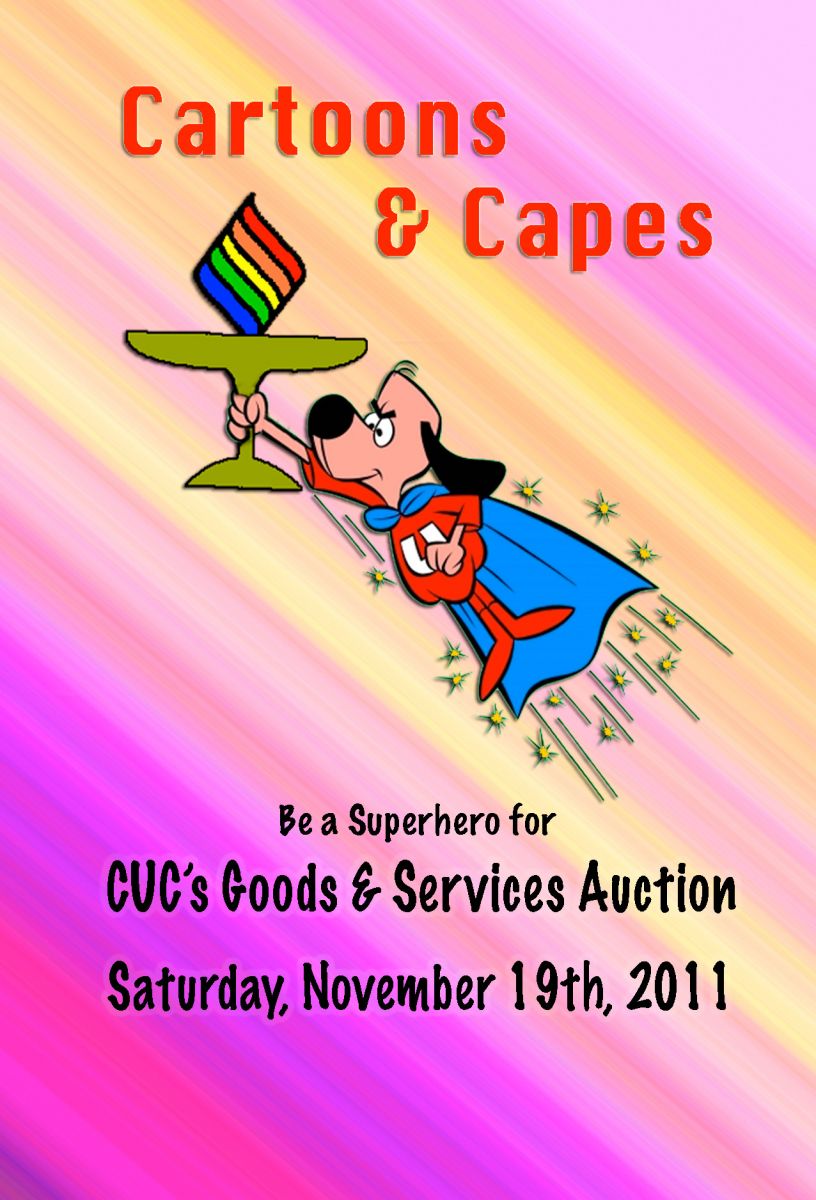 Cartoons
& Capes
U
Be a Superhero for
CUC's Goods & Services Auction
Saturday, November 19th, 2011